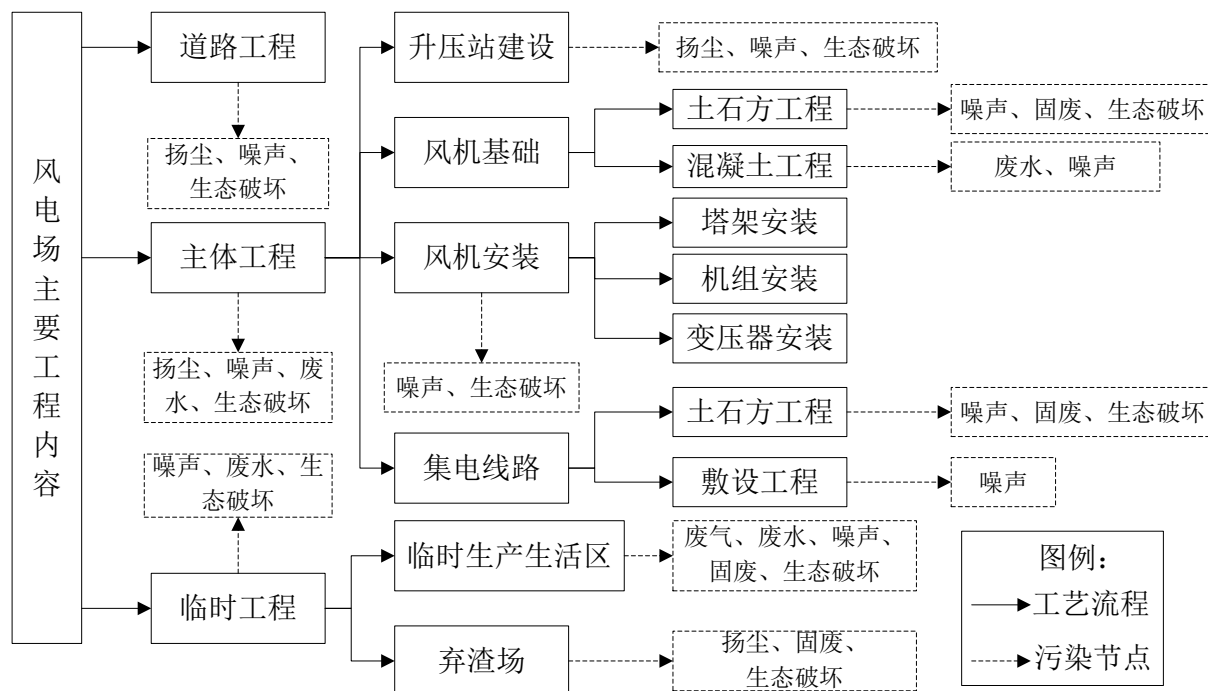 风
电
场
主
要
工
程
内
容
道路工程
扬尘、噪声、
生态破坏
主体工程
扬尘、噪声、废
水、生态破坏
噪声、废水、生
态破坏
临时工程
升压站建设
扬尘、噪声、生态破坏
风机基础
土石方工程
噪声、固废、生态破坏
混凝土工程
废水、噪声
风机安装
噪声、生态破坏
塔架安装
机组安装
变压器安装
集电线路
土石方工程
噪声、固废、生态破坏
敷设工程
噪声
临时生产生活区
废气、废水、噪声、
固废、生态破坏
弃渣场
扬尘、固废、
生态破坏
图例：
工艺流程
污染节点